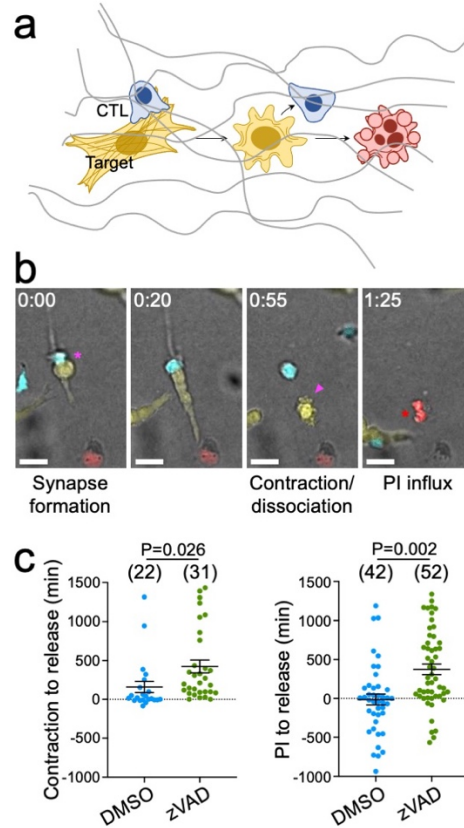 a
CTL
Target
b
0:00
0:20
0:55
1:25
Synapse
formation
Contraction/
dissociation
PI influx
c
P=0.026
(22) (31)
Contraction to release (min)
1500
1000
500
0
-500
-1000
DMSO
zVAD
P=0.002
(42) (52)
PI to release (min)
1500
1000
500
0
-500
-1000
DMSO
zVAD